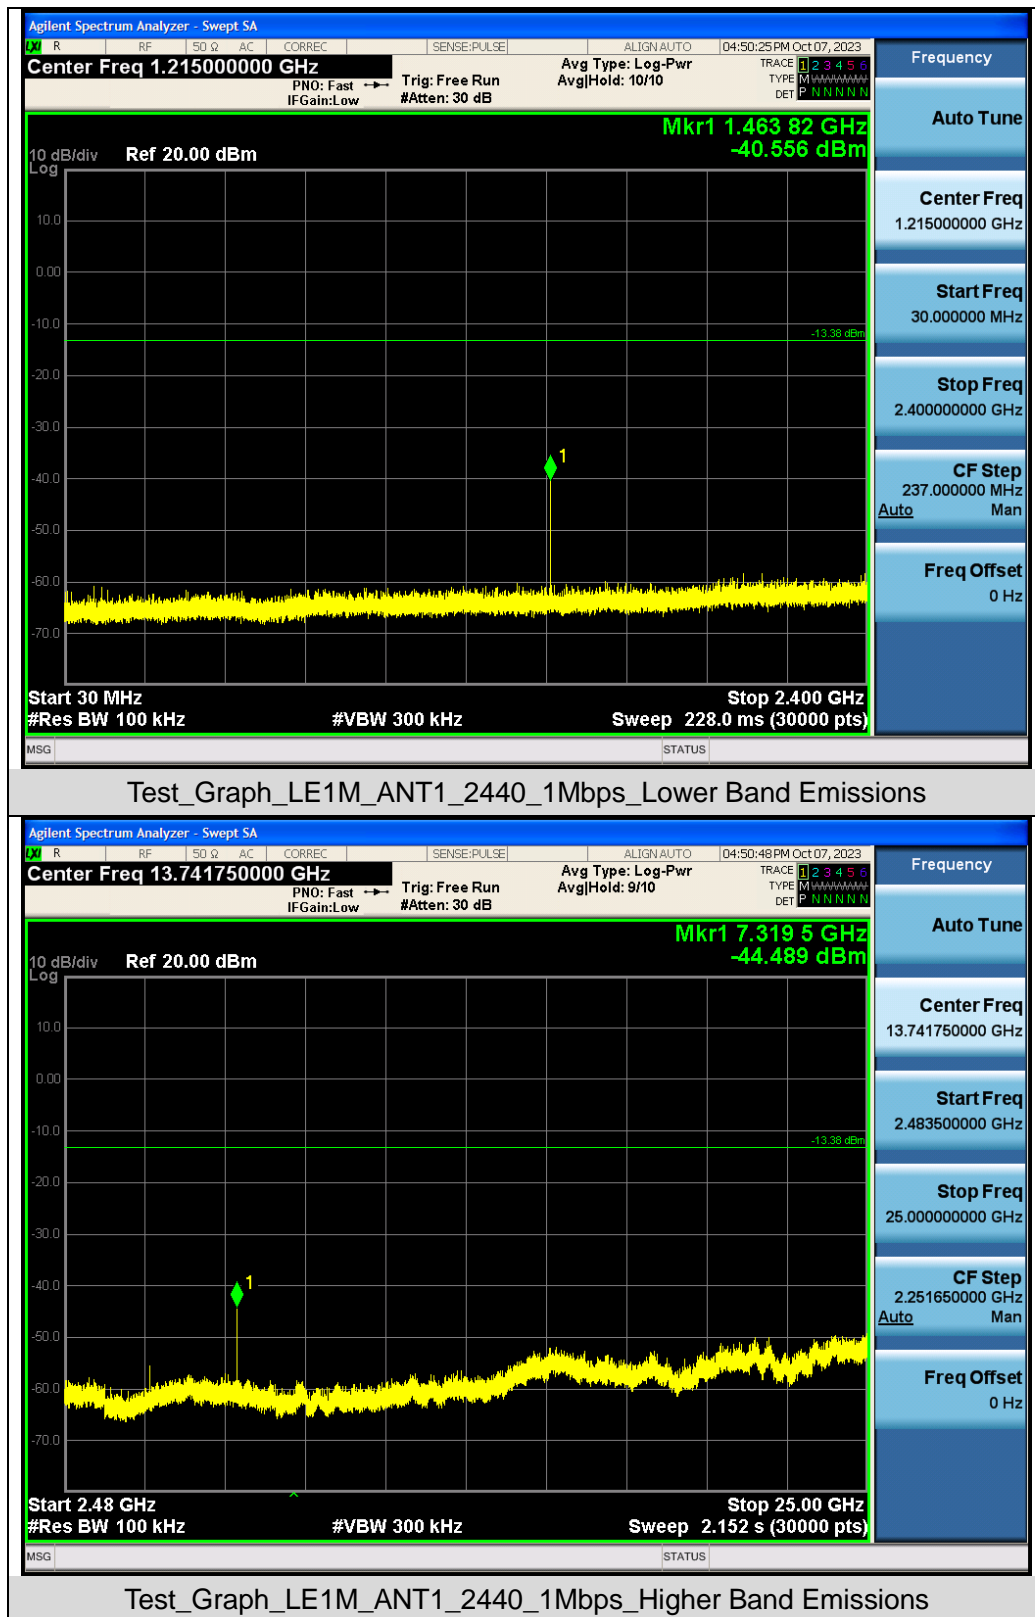 Agilent Spectrum Analyzer - Swept SA
LXI R RF 50 Ω AC CORREC SENSE:PULSE ALIGN AUTO 04:50:25 PM Oct 07, 2023
Center Freq 1.215000000 GHz
PNO: Fast
IFGain:Low
Trig: Free Run
#Atten: 30 dB
Avg Type: Log-Pwr
Avg|Hold: 10/10
TRACE 1 2 3 4 5 6
TYPE M WWWWW
DET P N N N N N
Mkr1 1.463 82 GHz
-40.556 dBm
10 dB/div Ref 20.00 dBm
Log
10.0
0.00
-10.0
-13.38 dBm
-20.0
-30.0
1
-40.0
-50.0
-60.0
-70.0
Start 30 MHz Stop 2.400 GHz
#Res BW 100 kHz #VBW 300 kHz Sweep 228.0 ms (30000 pts)
MSG STATUS
Frequency
Auto Tune
Center Freq
1.215000000 GHz
Start Freq
30.000000 MHz
Stop Freq
2.400000000 GHz
CF Step
237.000000 MHz
Auto Man
Freq Offset
0 Hz
Test_Graph_LE1M_ANT1_2440_1Mbps_Lower Band Emissions
Agilent Spectrum Analyzer - Swept SA
LXI R RF 50 Ω AC CORREC SENSE:PULSE ALIGN AUTO 04:50:48 PM Oct 07, 2023
Center Freq 13.741750000 GHz
PNO: Fast
IFGain:Low
Trig: Free Run
#Atten: 30 dB
Avg Type: Log-Pwr
Avg|Hold: 9/10
TRACE 1 2 3 4 5 6
TYPE M WWWWW
DET P N N N N N
Mkr1 7.319 5 GHz
-44.489 dBm
10 dB/div Ref 20.00 dBm
Log
10.0
0.00
-10.0
-13.38 dBm
-20.0
-30.0
1
-40.0
-50.0
-60.0
-70.0
Start 2.48 GHz Stop 25.00 GHz
#Res BW 100 kHz #VBW 300 kHz Sweep 2.152 s (30000 pts)
MSG STATUS
Frequency
Auto Tune
Center Freq
13.741750000 GHz
Start Freq
2.483500000 GHz
Stop Freq
25.000000000 GHz
CF Step
2.251650000 GHz
Auto Man
Freq Offset
0 Hz
Test_Graph_LE1M_ANT1_2440_1Mbps_Higher Band Emissions